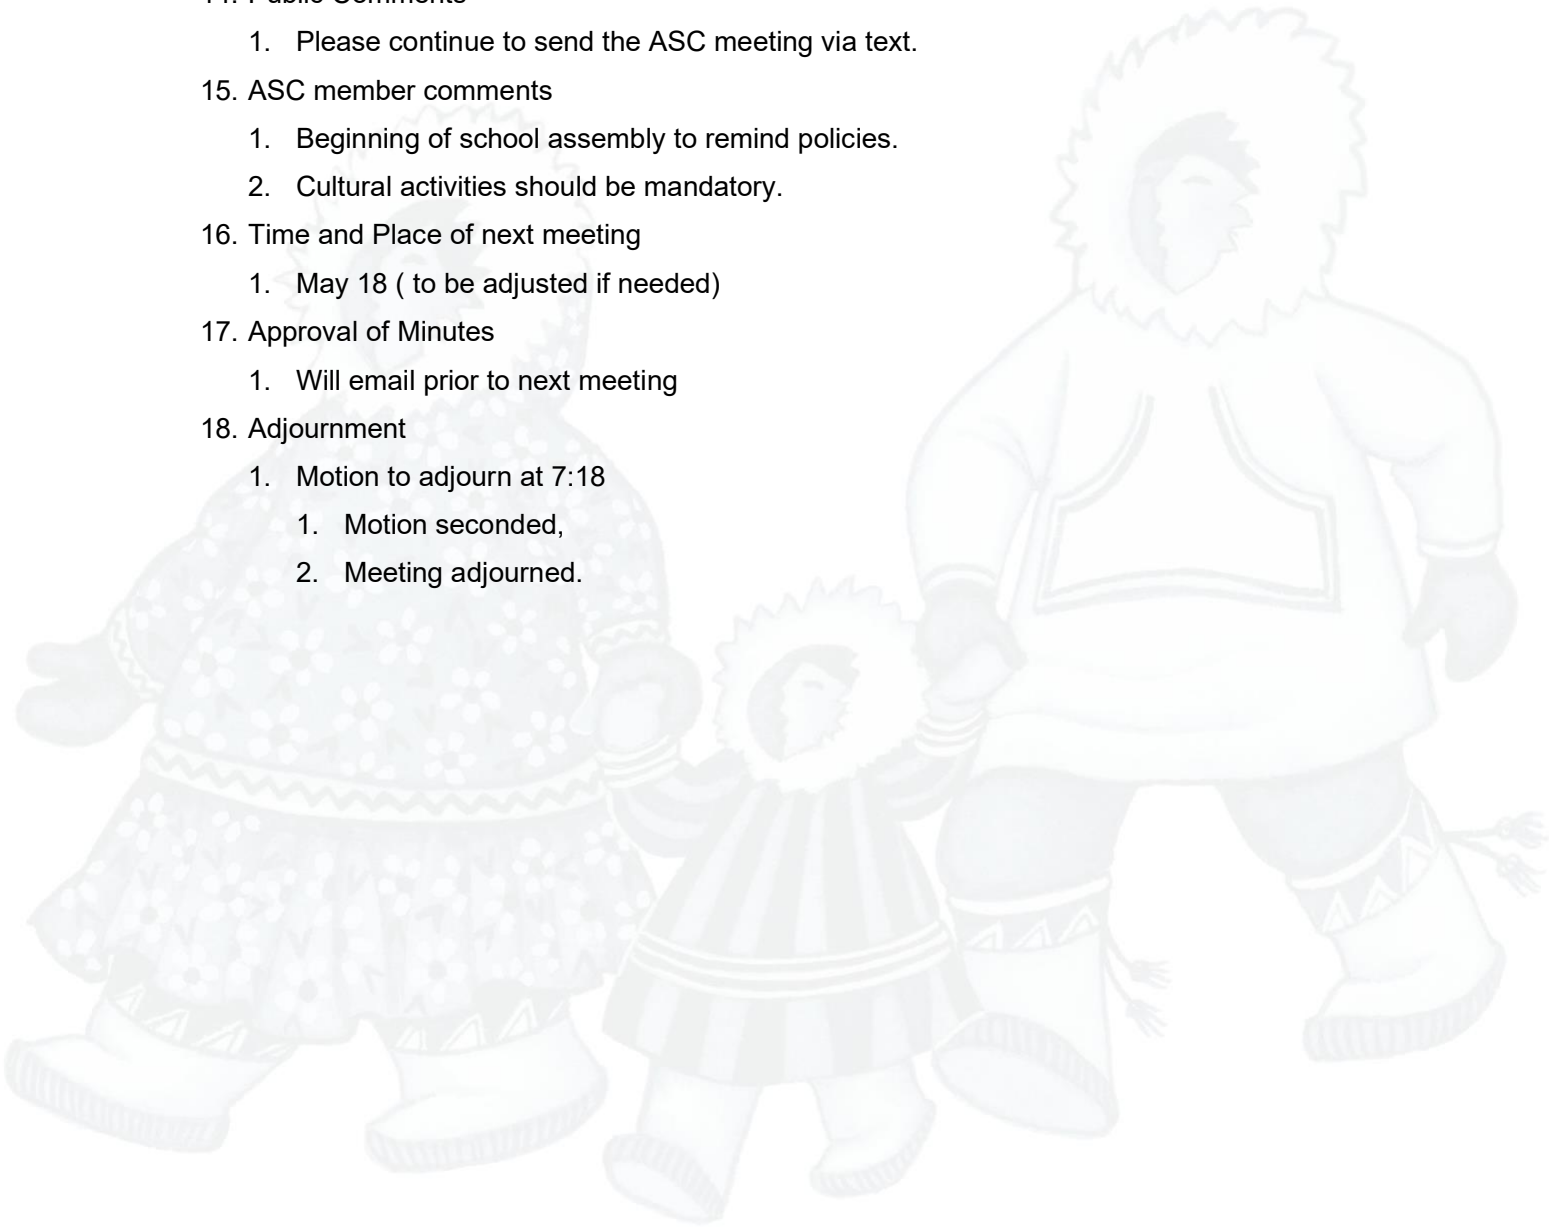 14. Public Comments
1. Please continue to send the ASC meeting via text.
15. ASC member comments
1. Beginning of school assembly to remind policies.
2. Cultural activities should be mandatory.
16. Time and Place of next meeting
1. May 18 ( to be adjusted if needed)
17. Approval of Minutes
1. Will email prior to next meeting
18. Adjournment
1. Motion to adjourn at 7:18
1. Motion seconded,
2. Meeting adjourned.